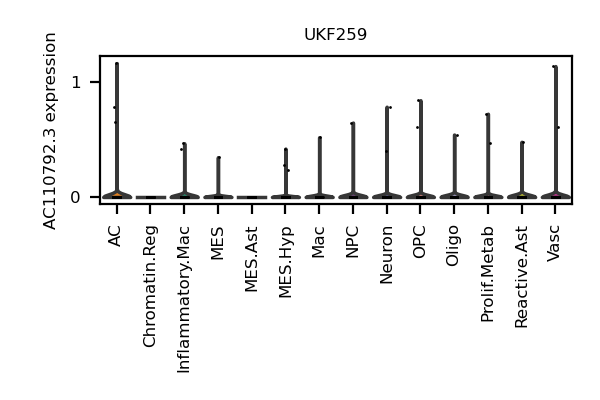 UKF259
AC110792.3 expression
1
0
AC
Chromatin.Reg
Inflammatory.Mac
MES
MES.Ast
MES.Hyp
Mac
NPC
Neuron
OPC
Oligo
Prolif.Metab
Reactive.Ast
Vasc